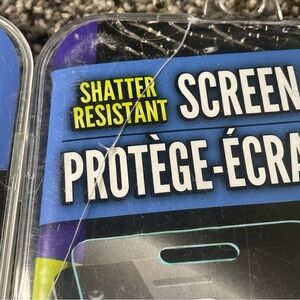 SHATTER
RESISTANT
SCREEN
PROTÈGE-ÉCRA